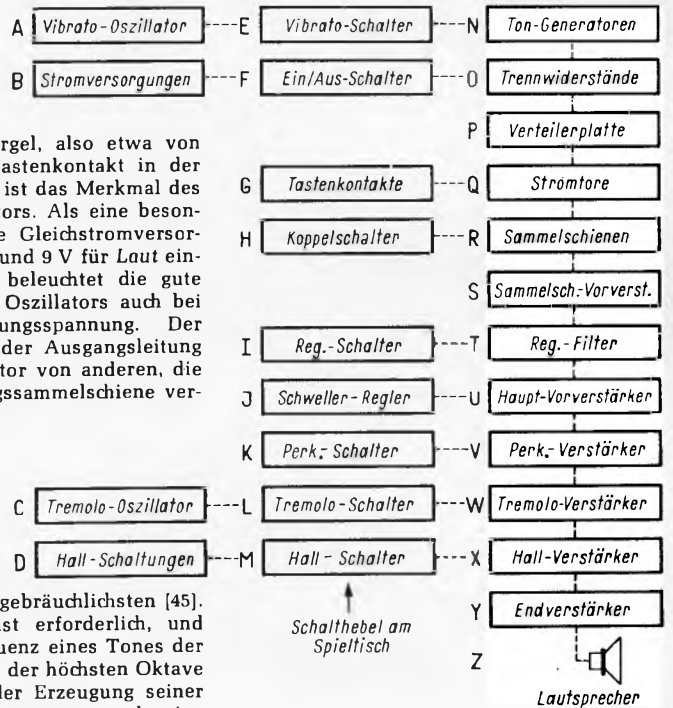 A Vibrato-Oszillator E Vibrato-Schalter N Ton-Generatoren
B Stromversorgungen F Ein/Aus-Schalter O Trennwiderstände
P Verteilerplatte
G Tastenkontakte Q Strömtore
H Koppelschalter R Sammelschienen
S Sammelsch.-Vorverst.
I Reg.-Schalter T Reg.-Filter
J Schweller-Regler U Haupt-Vorverstärker
K Perk.-Schalter V Perk.-Verstärker
C Tremolo-Oszillator L Tremolo-Schalter W Tremolo-Verstärker
D Hall-Schaltungen M Hall-Schalter X Hall-Verstärker
Y Endverstärker
Schalthebel am
Spieltisch
Z
Lautsprecher
rgel, also etwa von
astenkontakt in der
ist das Merkmal des
tors. Als eine beson-
e Gleichstromversor-
und 9 V für Laut ein-
beleuchtet die gute
Oszillators auch bei
ungsspannung. Der
der Ausgangsleitung
tor von anderen, die
gssammelschiene ver-
gebräuchlichsten [45].
st erforderlich, und
uenz eines Tones der
der höchsten Oktave
ler Erzeugung seiner